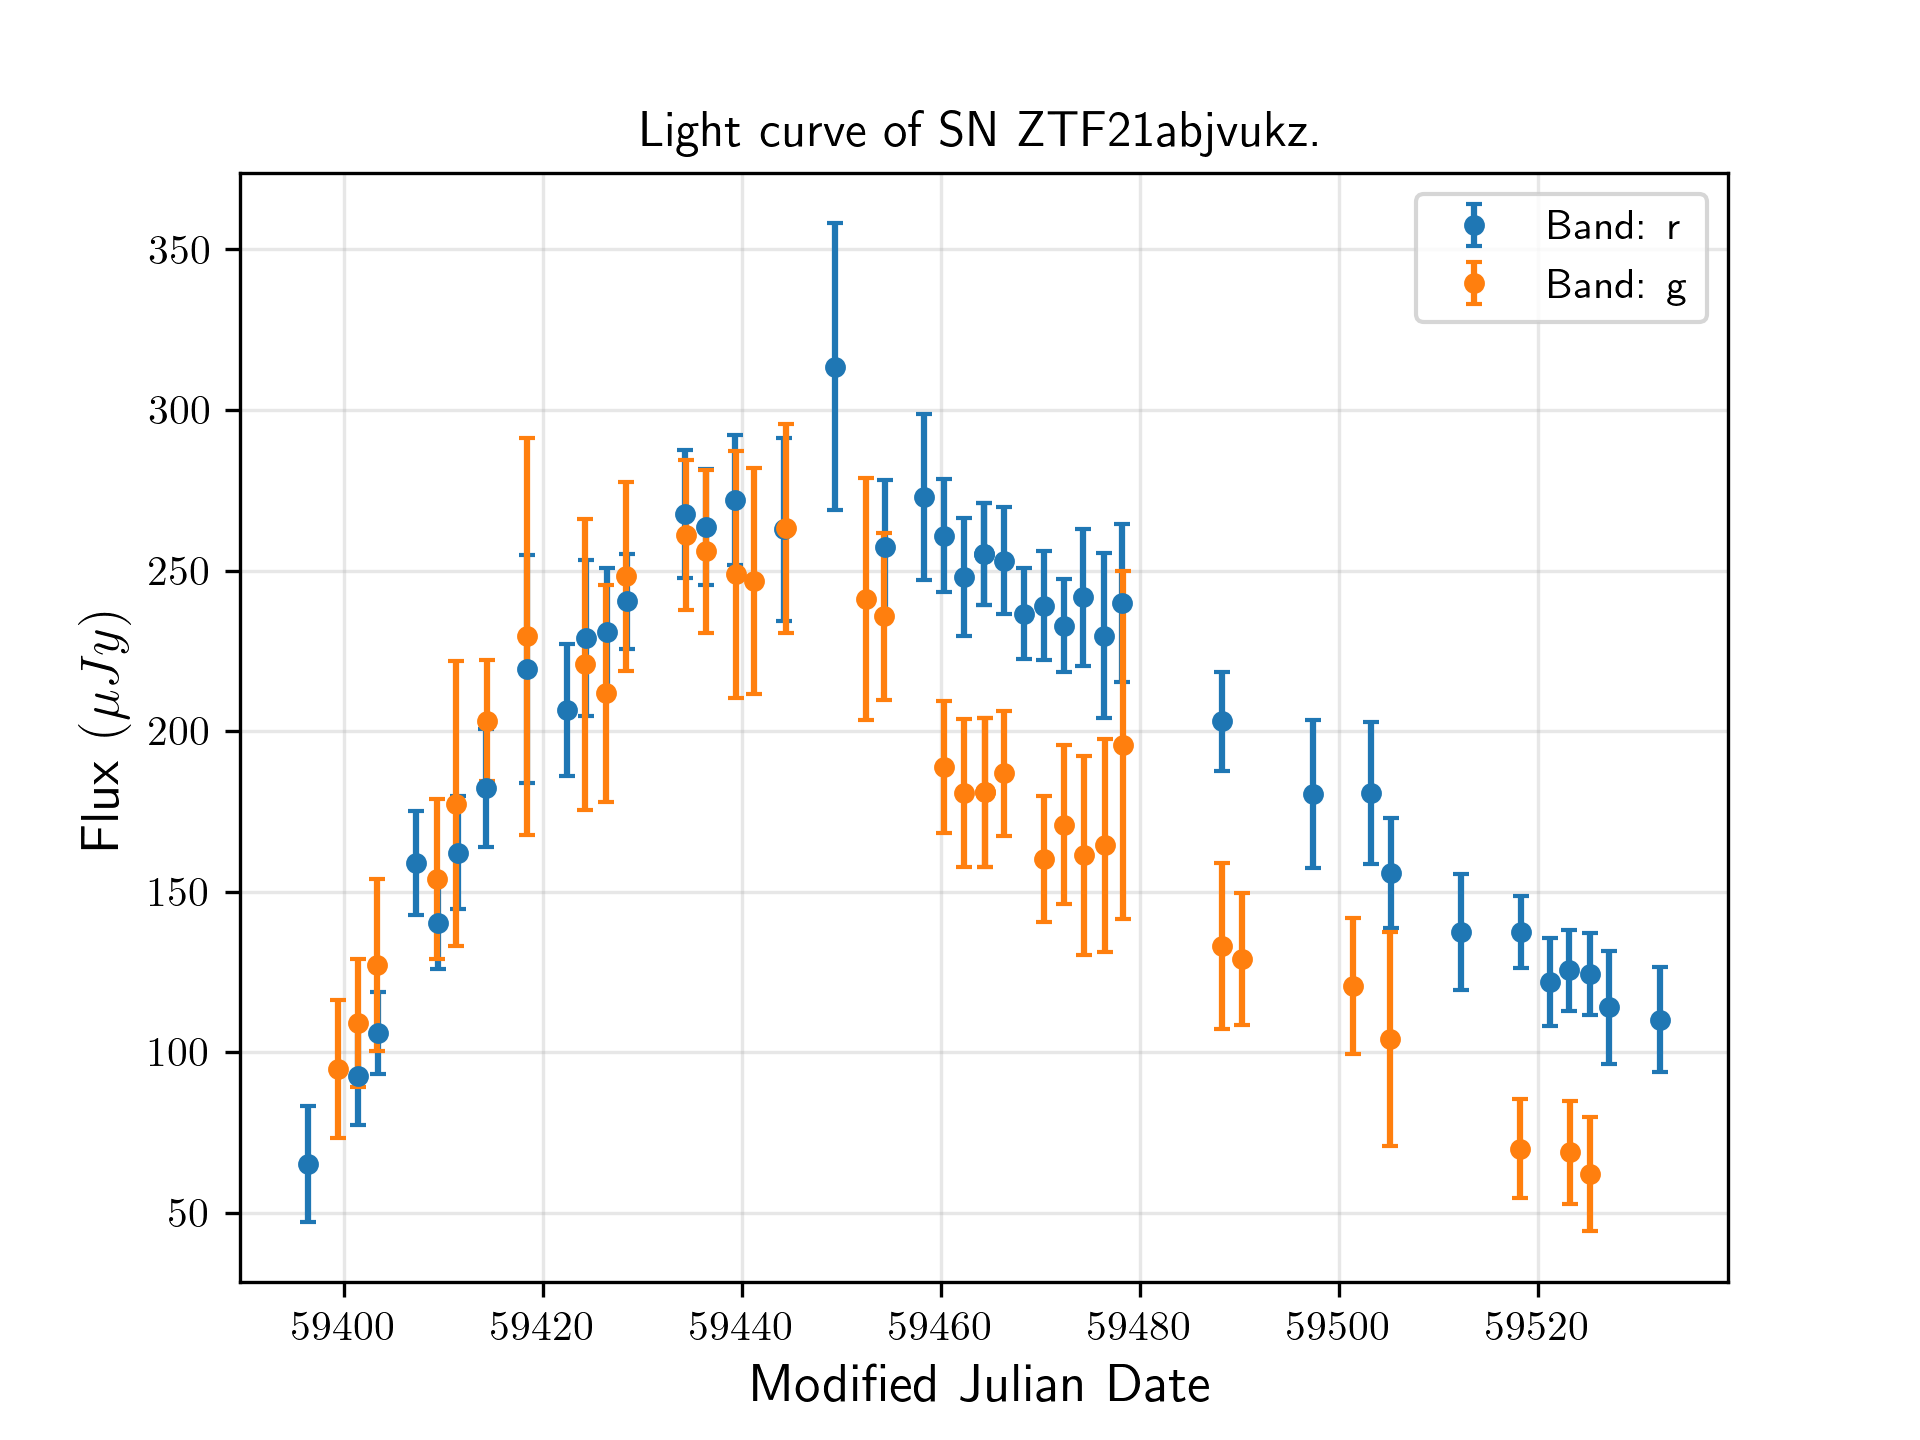 Light curve of SN ZTF21abjvukz.
Band: r
Band: g
350
300
250
200
150
100
50
Flux (μJy)
59400 59420 59440 59460 59480 59500 59520
Modified Julian Date